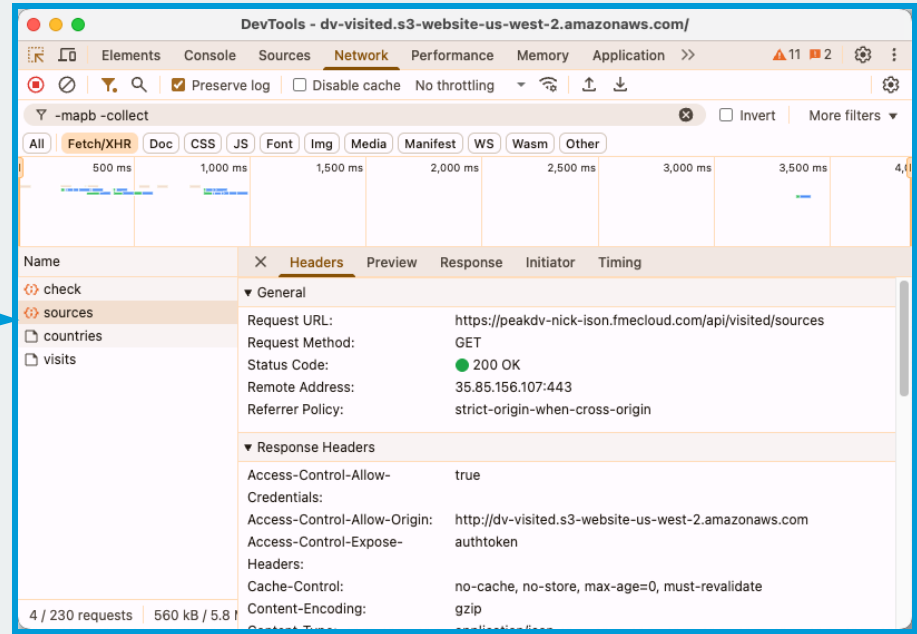 DevTools - dv-visited.s3-website-us-west-2.amazonaws.com/
Elements Console Sources Network Performance Memory Application 11 2
Preserve log Disable cache No throttling
-mapb -collect Invert More filters
All Fetch/XHR Doc CSS JS Font Img Media Manifest WS Wasm Other
500 ms 1,000 ms 1,500 ms 2,000 ms 2,500 ms 3,000 ms 3,500 ms
Name
check
sources
countries
visits
4 / 230 requests 560 kB / 5.8
Headers Preview Response Initiator Timing
General
Request URL: https://peakdv-nick-ison.fmecloud.com/api/visited/sources
Request Method: GET
Status Code: 200 OK
Remote Address: 35.85.156.107:443
Referrer Policy: strict-origin-when-cross-origin
Response Headers
Access-Control-Allow- true
Credentials:
Access-Control-Allow-Origin: http://dv-visited.s3-website-us-west-2.amazonaws.com
Access-Control-Expose- authtoken
Headers:
Cache-Control: no-cache, no-store, max-age=0, must-revalidate
Content-Encoding: gzip